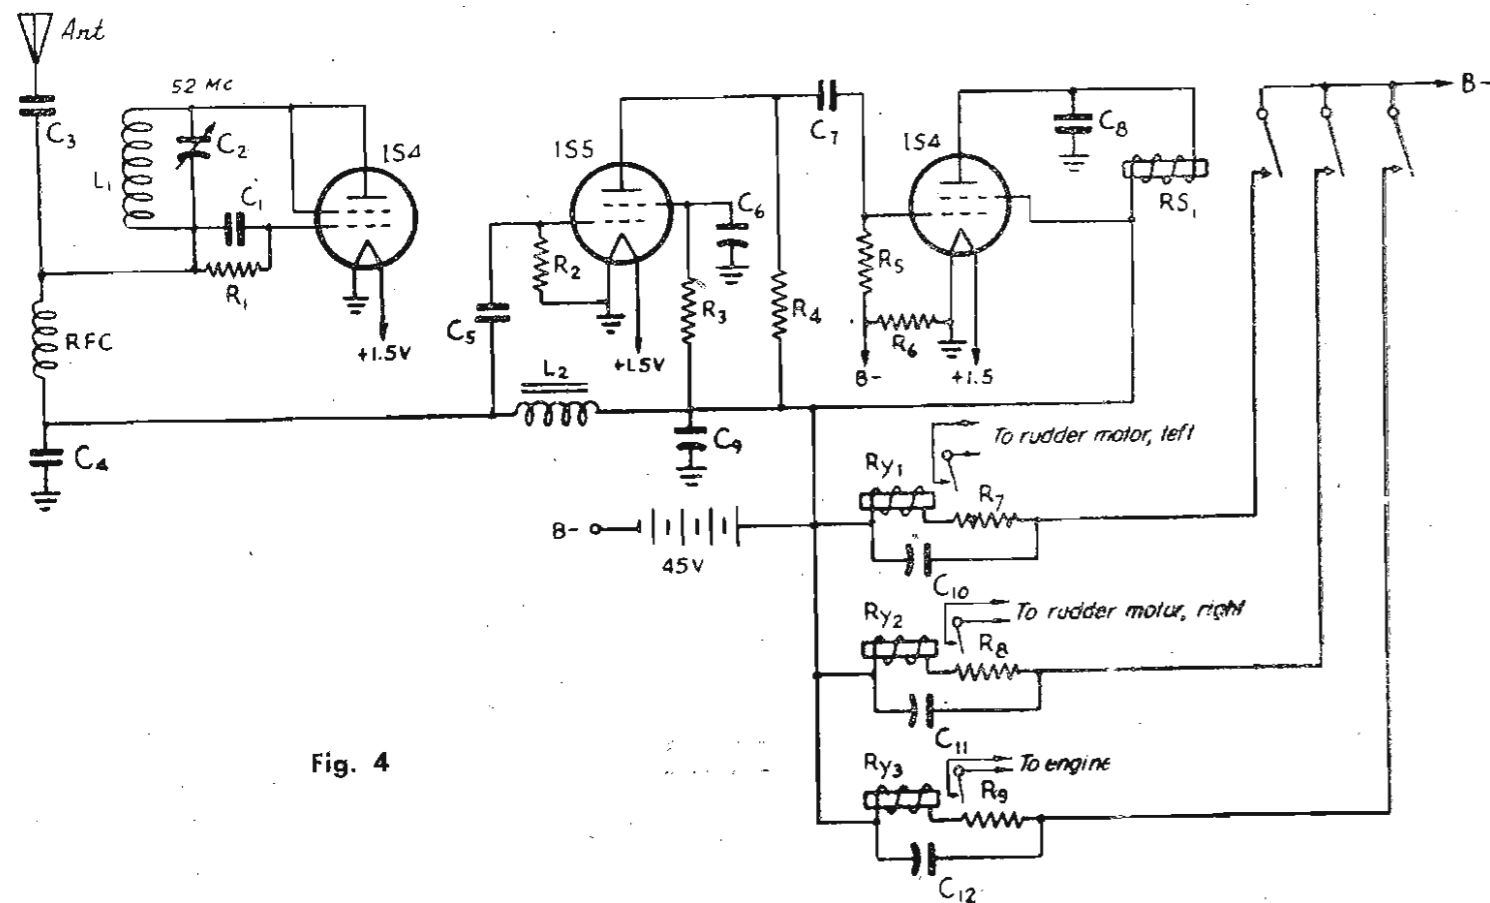 Ant
52 MC
C3
L1
C2
C1
R1
1S4
+1.5V
RFC
C4
1S5
R2
C5
+1.5V
L2
C6
R3
R4
C7
1S4
R5
R6
B-
+1.5
C8
RS1
B-
C9
B-
45V
Ry1
To rudder motor, left
R7
C10
Ry2
To rudder motor, right
R8
C11
Ry3
To engine
R9
C12
Fig. 4